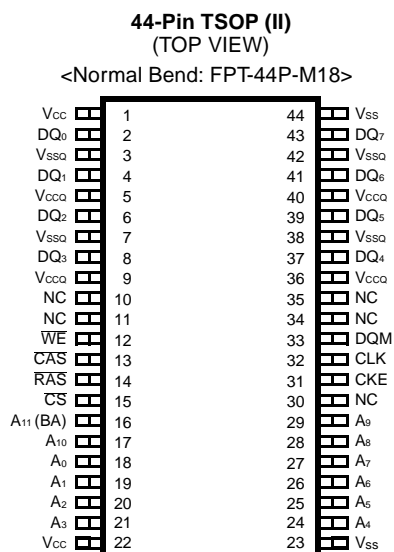 44-Pin TSOP (II)
(TOP VIEW)
<Normal Bend: FPT-44P-M18>
VCC 1 44 VSS
DQ0 2 43 DQ7
VSSQ 3 42 VSSQ
DQ1 4 41 DQ6
VCCQ 5 40 VCCQ
DQ2 6 39 DQ5
VSSQ 7 38 VSSQ
DQ3 8 37 DQ4
VCCQ 9 36 VCCQ
NC 10 35 NC
NC 11 34 NC
WE 12 33 DQM
CAS 13 32 CLK
RAS 14 31 CKE
CS 15 30 NC
A11 (BA) 16 29 A9
A10 17 28 A8
A0 18 27 A7
A1 19 26 A6
A2 20 25 A5
A3 21 24 A4
VCC 22 23 VSS